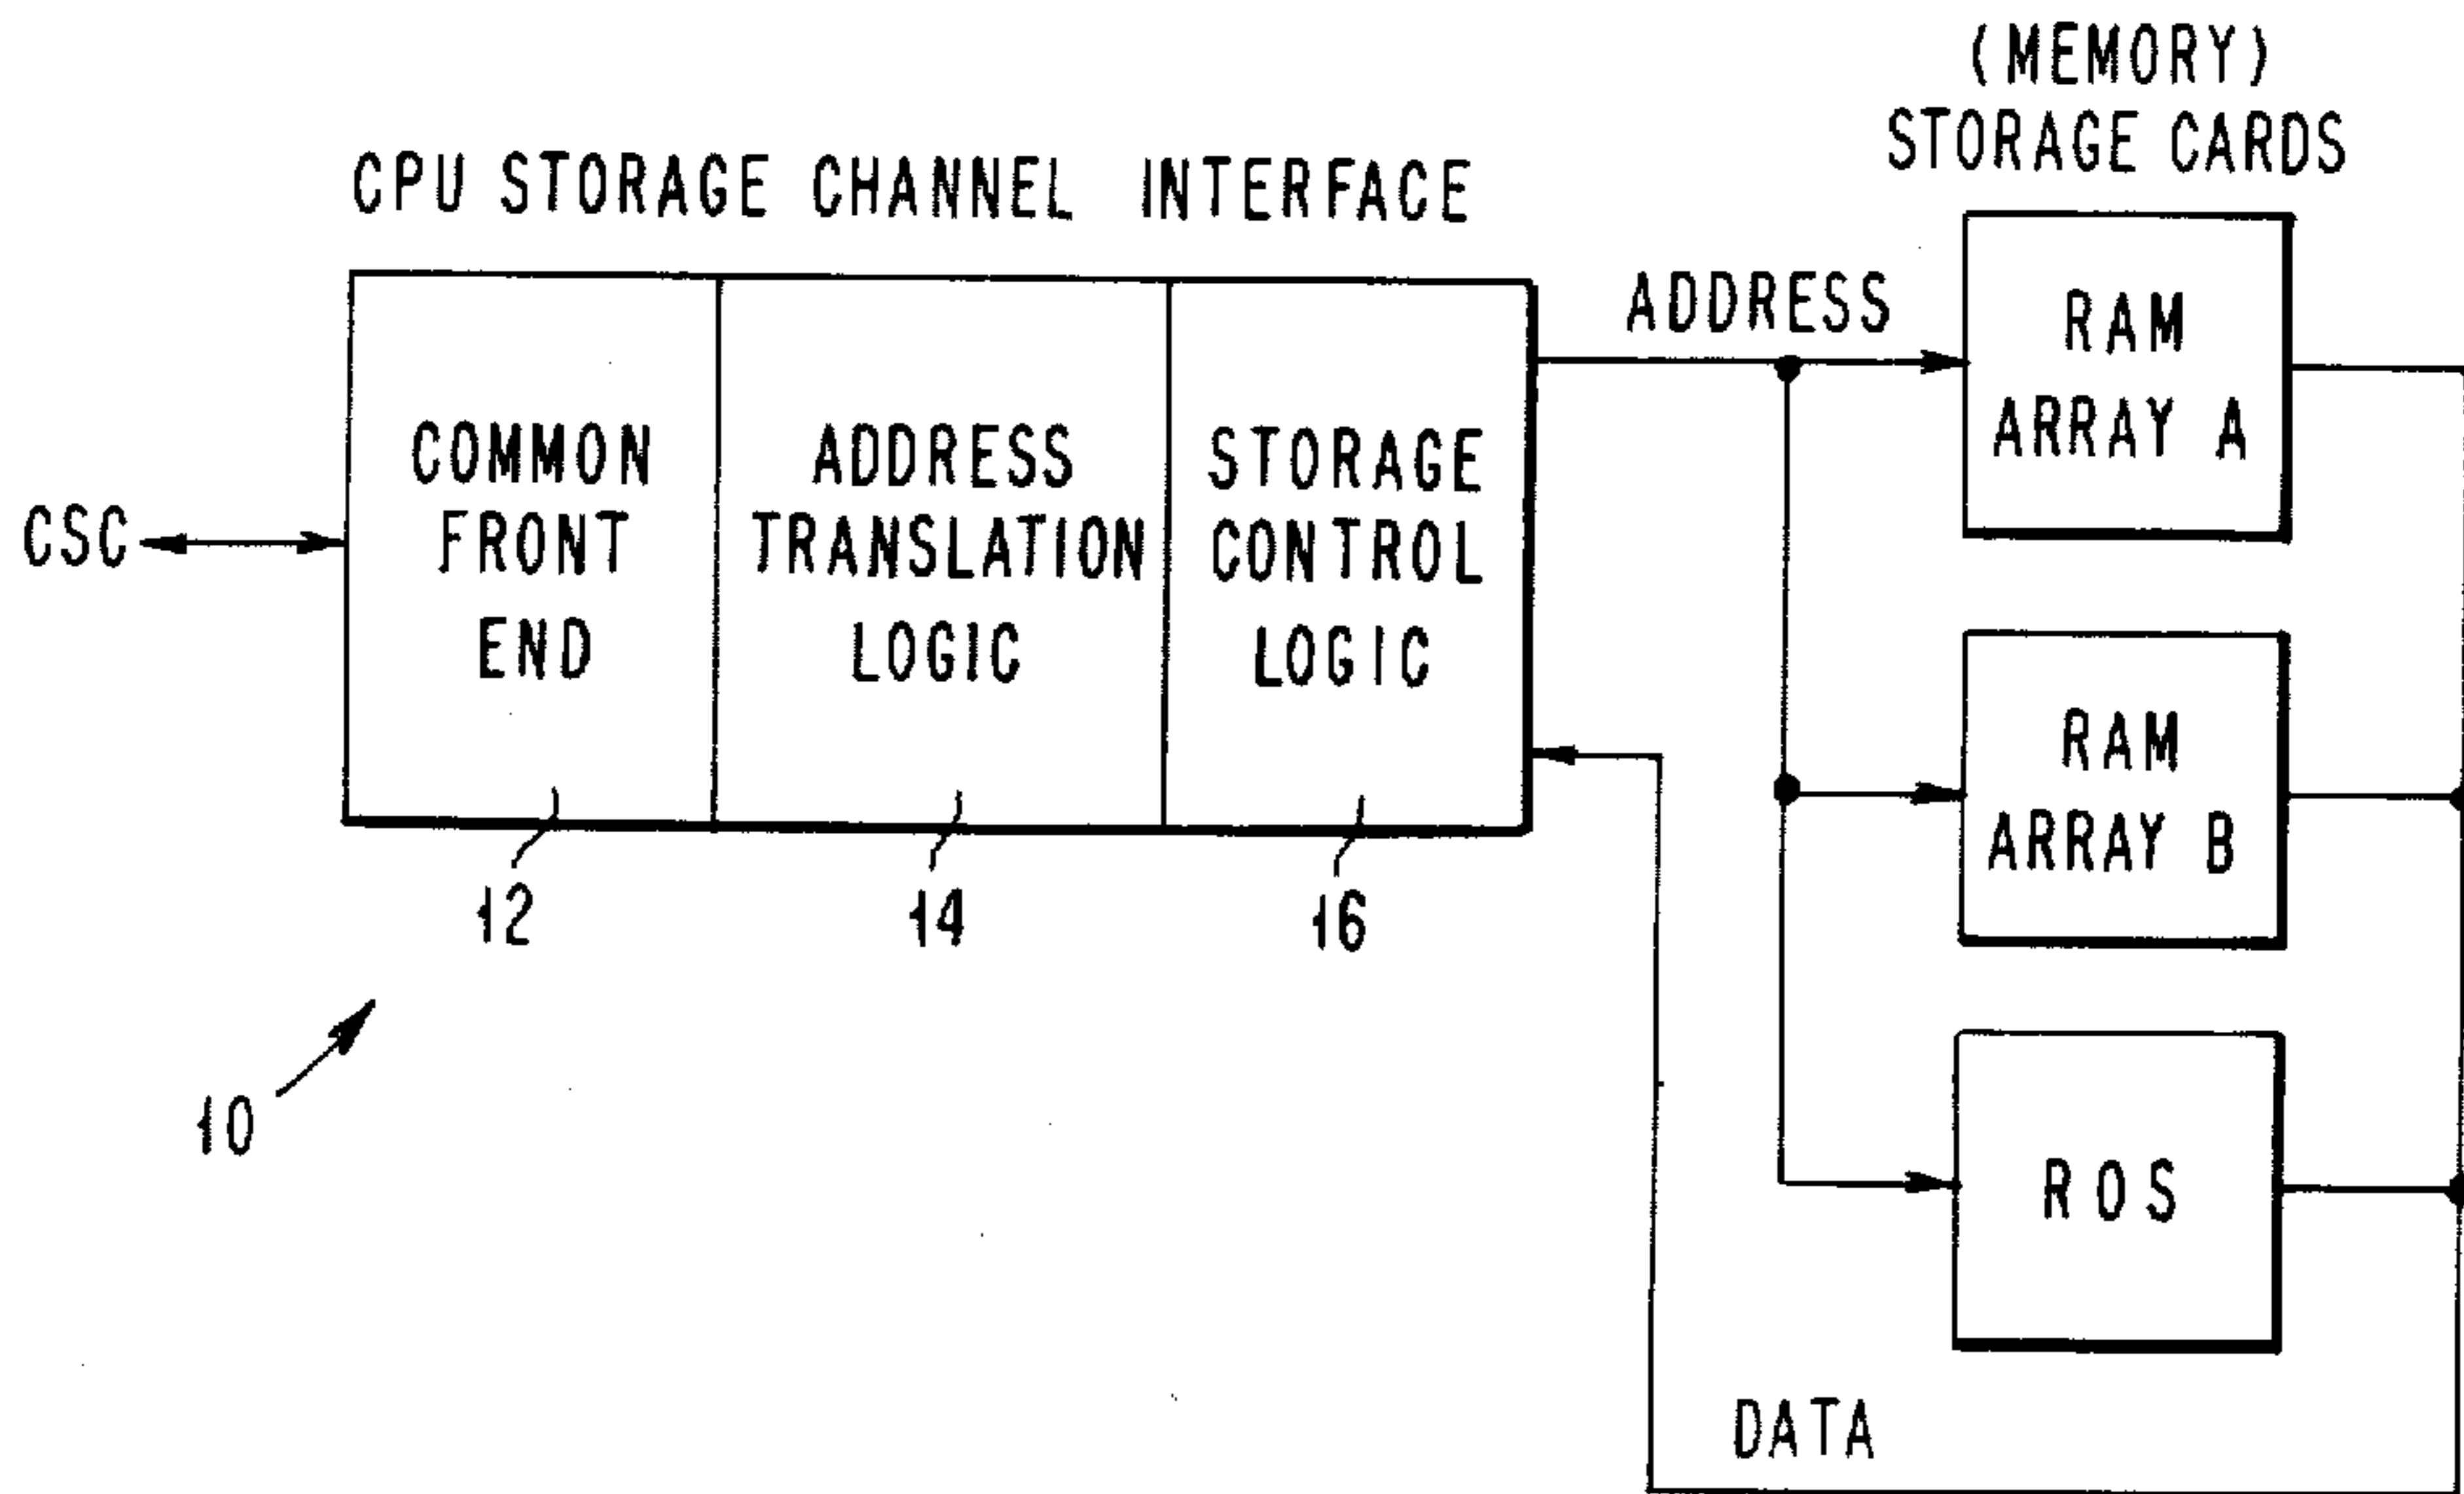 (MEMORY)
STORAGE CARDS
CPU STORAGE CHANNEL INTERFACE
CSC
COMMON
FRONT
END
ADDRESS
TRANSLATION
LOGIC
STORAGE
CONTROL
LOGIC
ADDRESS
RAM
ARRAY A
RAM
ARRAY B
ROS
12
14
16
10
DATA